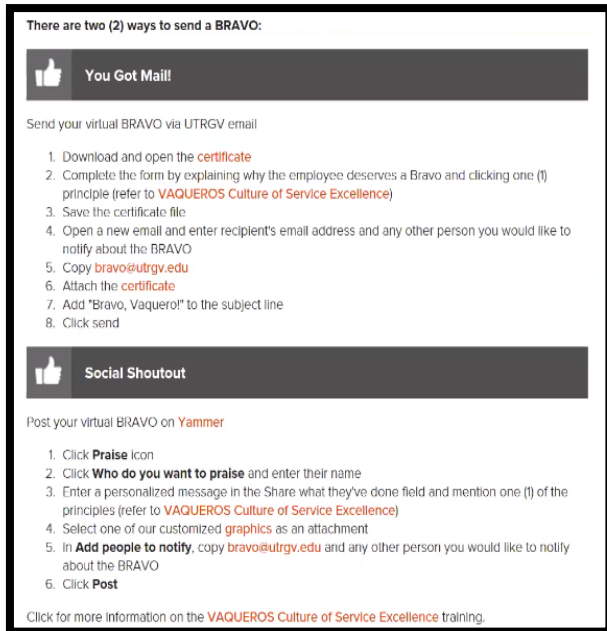 There are two (2) ways to send a BRAVO:
You Got Mail!
Send your virtual BRAVO via UTRGV email
1. Download and open the certificate
2. Complete the form by explaining why the employee deserves a Bravo and clicking one (1)
principle (refer to VAQUEROS Culture of Service Excellence)
3. Save the certificate file
4. Open a new email and enter recipient's email address and any other person you would like to
notify about the BRAVO
5. Copy bravo@utrgv.edu
6. Attach the certificate
7. Add "Bravo, Vaquero!" to the subject line
8. Click send
Social Shoutout
Post your virtual BRAVO on Yammer
1. Click Praise icon
2. Click Who do you want to praise and enter their name
3. Enter a personalized message in the Share what they've done field and mention one (1) of the
principles (refer to VAQUEROS Culture of Service Excellence)
4. Select one of our customized graphics as an attachment
5. In Add people to notify, copy bravo@utrgv.edu and any other person you would like to notify
about the BRAVO
6. Click Post
Click for more information on the VAQUEROS Culture of Service Excellence training.